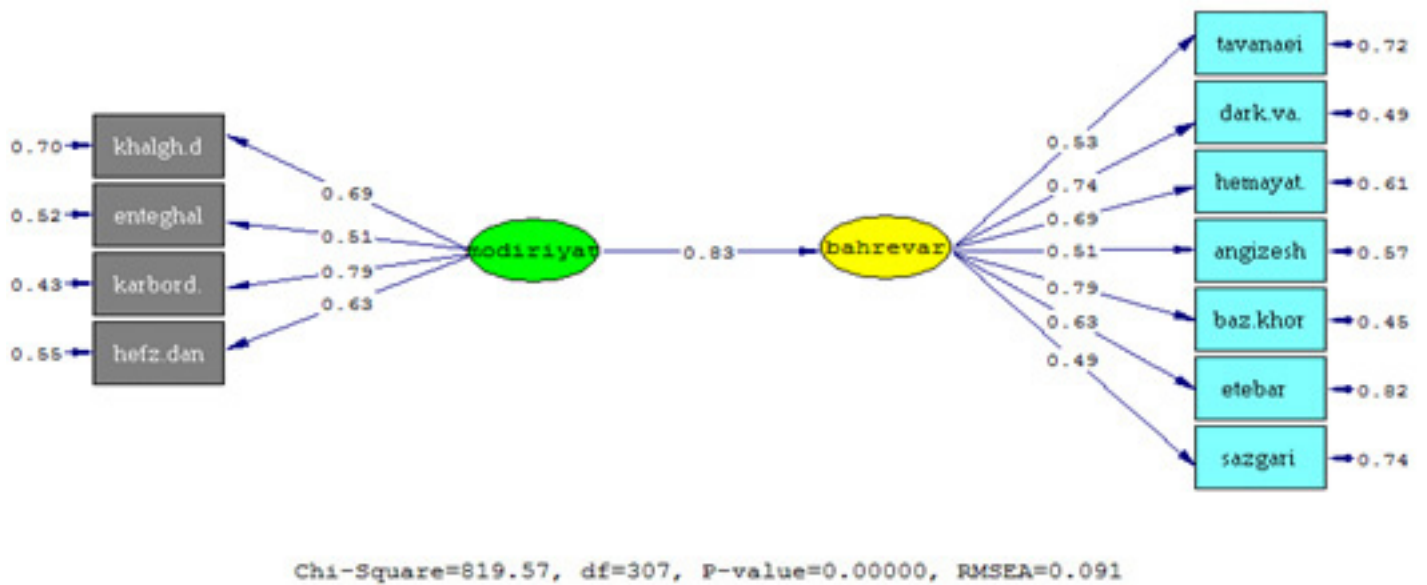 0.70 khalgh.d
0.52 enteghal
0.43 karbord.
0.55 hefz.dan
0.69
0.51
0.79
0.63
modiriyat
0.83
bahrevar
0.53
0.74
0.69
0.51
0.79
0.63
0.49
tavanaei 0.72
dark.va. 0.49
hemayat. 0.61
angizesh 0.57
baz.khor 0.45
etebar 0.82
sazgari 0.74
Chi-Square=819.57, df=307, P-value=0.00000, RMSEA=0.091